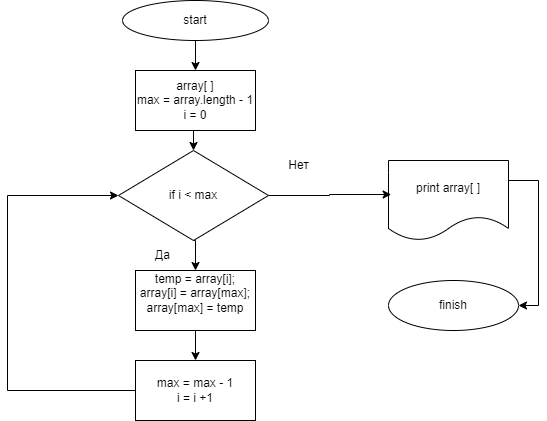 start
array[ ]
max = array.length - 1
i = 0
if i < max
Нет
print array[ ]
Да
temp = array[i];
array[i] = array[max];
array[max] = temp
finish
max = max - 1
i = i +1